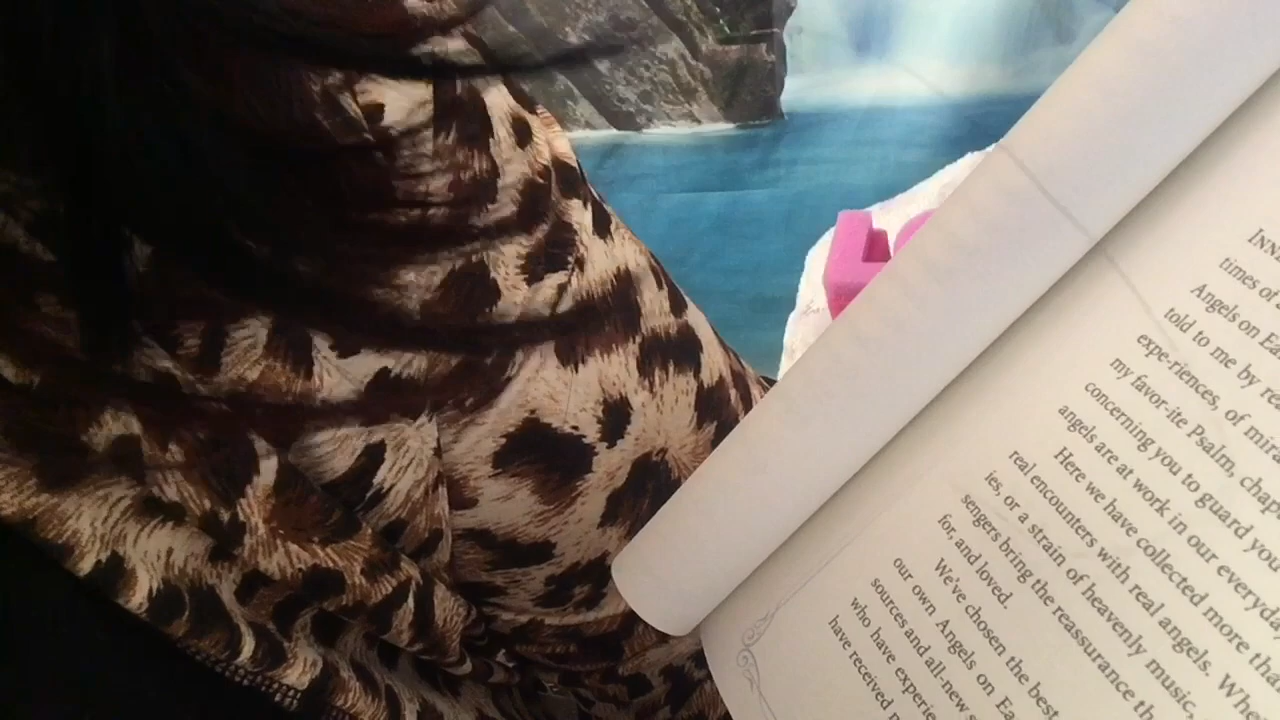 times of
Angels on Ea
told to me by
expe-riences, of mira
my favor-ite Psalm, chap
concerning you to guard you
angels are at work in our everyday
Here we have collected more tha
real encounters with real angels. Whe
ies, or a strain of heavenly music,
sengers bring the reassurance th
for, and loved.
We've chosen the best
our own Angels on Ea
sources and all-new s
who have experie
have received